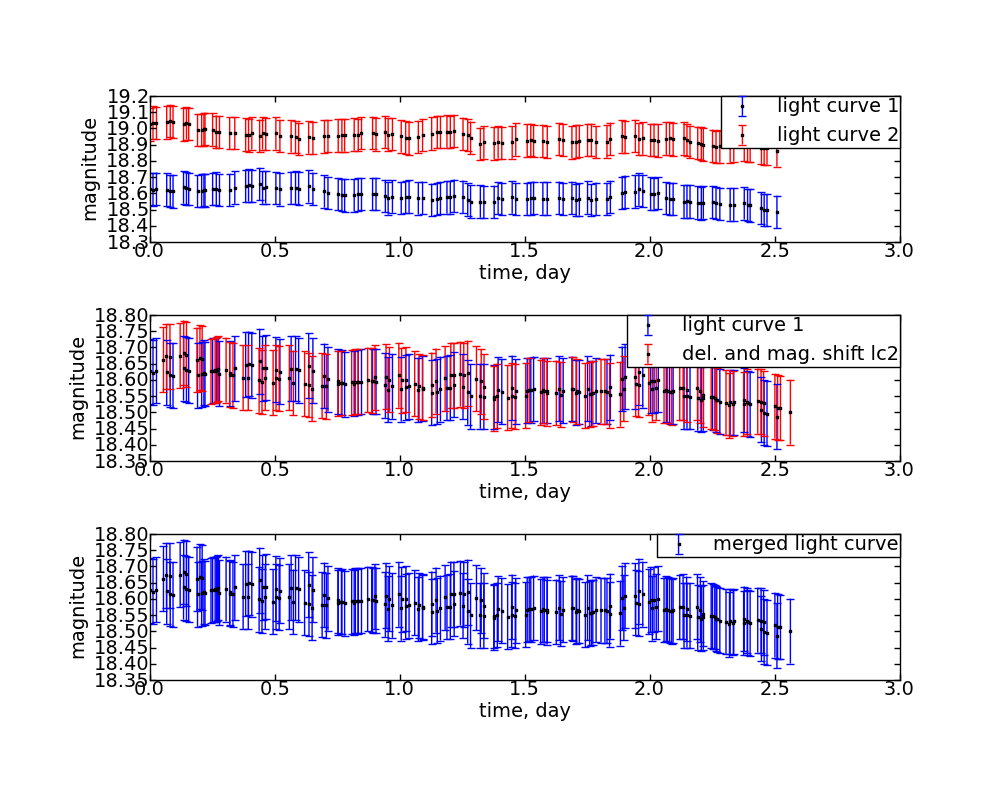 19.2
19.1
19.0
18.9
18.8
18.7
18.6
18.5
18.4
18.3
magnitude
light curve 1
light curve 2
0.0 0.5 1.0 1.5 2.0 2.5 3.0
time, day
18.80
18.75
18.70
18.65
18.60
18.55
18.50
18.45
18.40
18.35
magnitude
light curve 1
del. and mag. shift lc2
0.0 0.5 1.0 1.5 2.0 2.5 3.0
time, day
18.80
18.75
18.70
18.65
18.60
18.55
18.50
18.45
18.40
18.35
magnitude
merged light curve
0.0 0.5 1.0 1.5 2.0 2.5 3.0
time, day